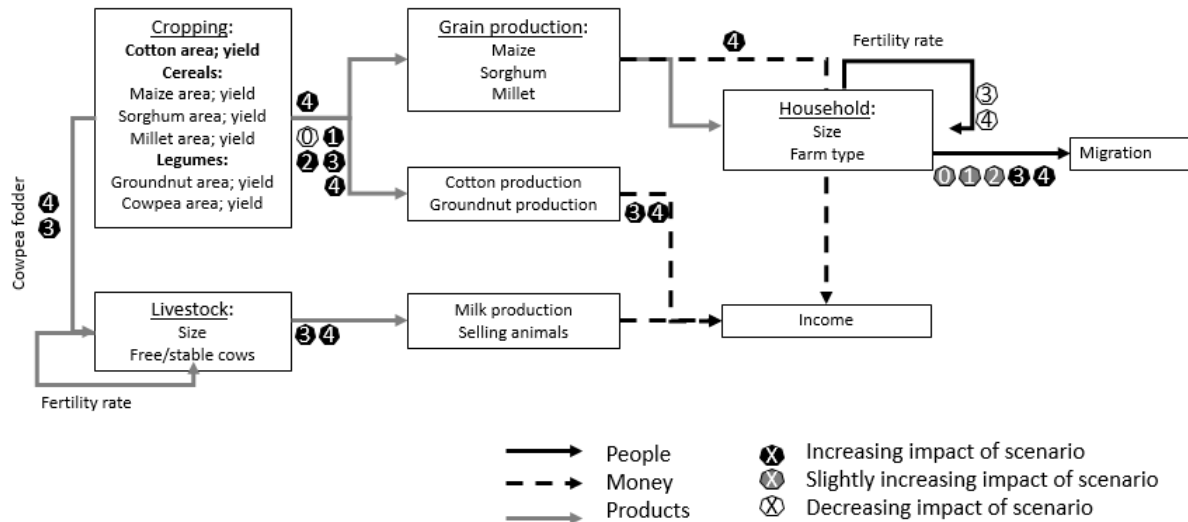 Cropping:
Cotton area; yield
Cereals:
Maize area; yield
Sorghum area; yield
Millet area; yield
Legumes:
Groundnut area; yield
Cowpea area; yield
4
0 1
2 3
4
Grain production:
Maize
Sorghum
Millet
4
Fertility rate
3
4
Household:
Size
Farm type
0 1 2 3 4
Migration
Cotton production
Groundnut production
3 4
Cowpea fodder
4
3
Livestock:
Size
Free/stable cows
Fertility rate
3 4
Milk production
Selling animals
Income
People
Money
Products
X Increasing impact of scenario
X Slightly increasing impact of scenario
X Decreasing impact of scenario